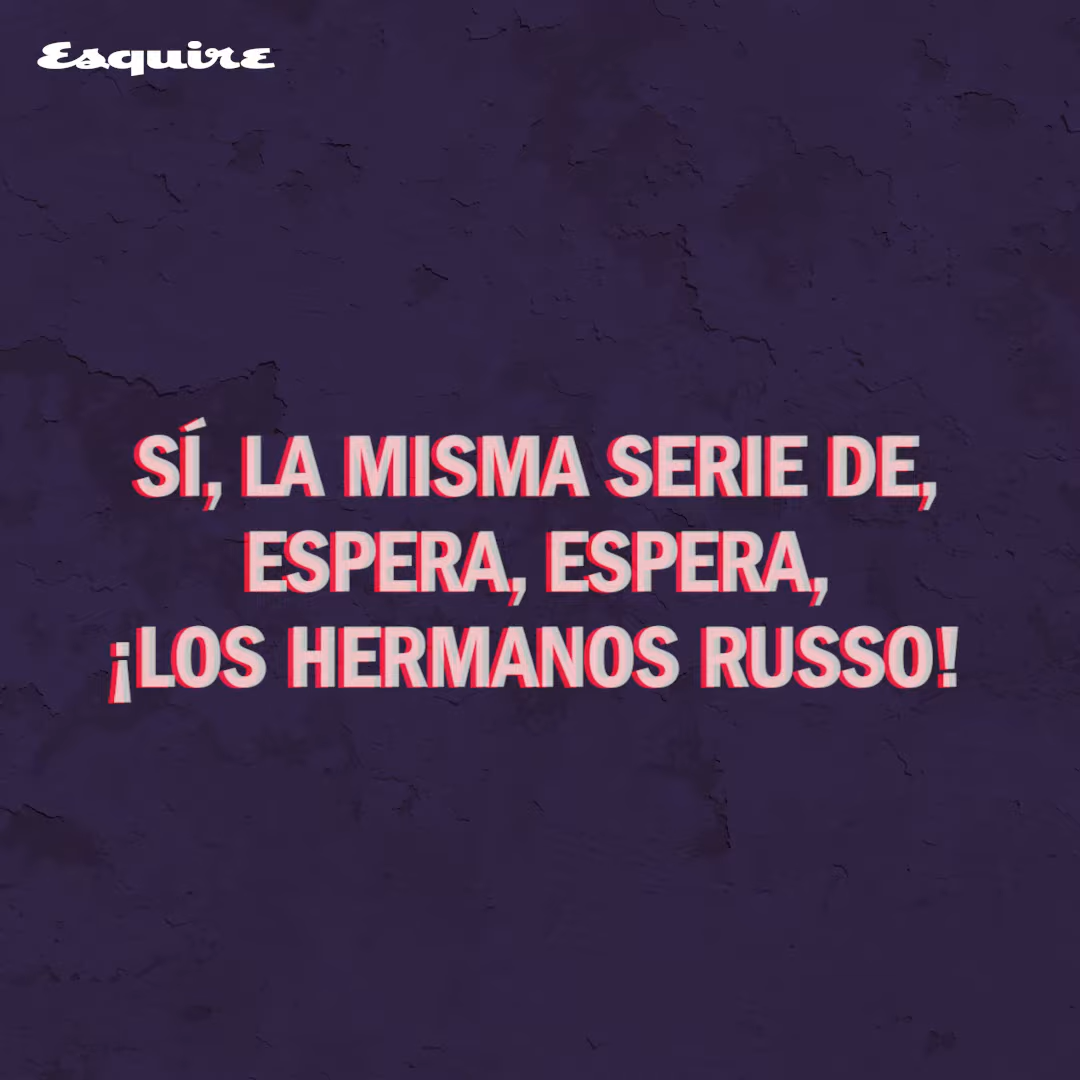 Esquire
SÍ, LA MISMA SERIE DE,
ESPERA, ESPERA,
¡LOS HERMANOS RUSSO!